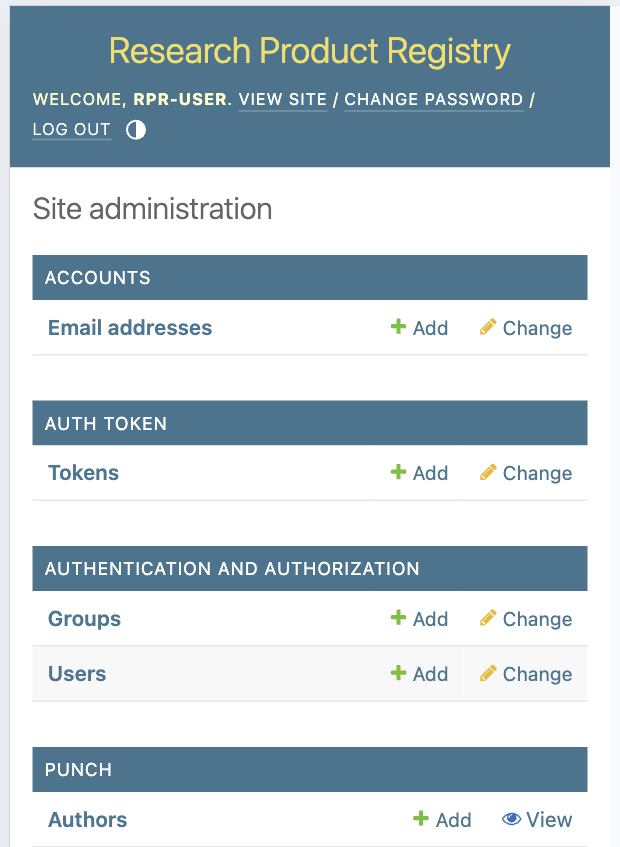 Research Product Registry
WELCOME, RPR-USER. VIEW SITE / CHANGE PASSWORD /
LOG OUT
Site administration
ACCOUNTS
Email addresses Add Change
AUTH TOKEN
Tokens Add Change
AUTHENTICATION AND AUTHORIZATION
Groups Add Change
Users Add Change
PUNCH
Authors Add View